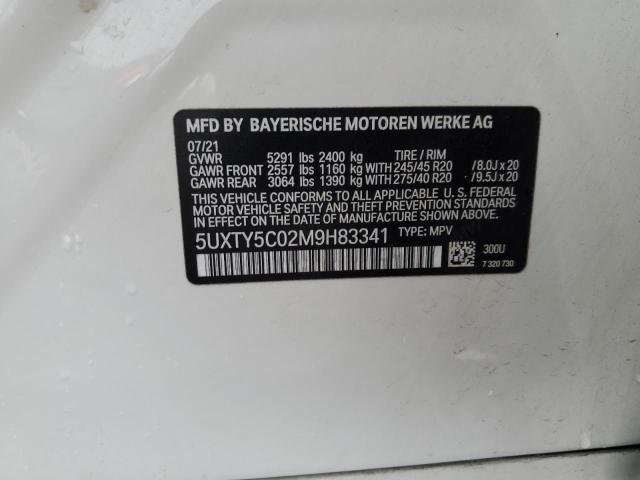 MFD BY BAYERISCHE MOTOREN WERKE AG
07/21
GVWR 5291 lbs 2400 kg TIRE / RIM
GAWR FRONT 2557 lbs 1160 kg WITH 245/45 R20 /8.0J x 20
GAWR REAR 3064 lbs 1390 kg WITH 275/40 R20 /9.5J x 20
THIS VEHICLE CONFORMS TO ALL APPLICABLE U. S. FEDERAL
MOTOR VEHICLE SAFETY, BUMPER, AND THEFT PREVENTION
STANDARDS IN EFFECT ON THE DATE OF MANUFACTURE SHOWN ABOVE.
5UXTY5C02M9H83341 TYPE: MPV
300U
7 320 730